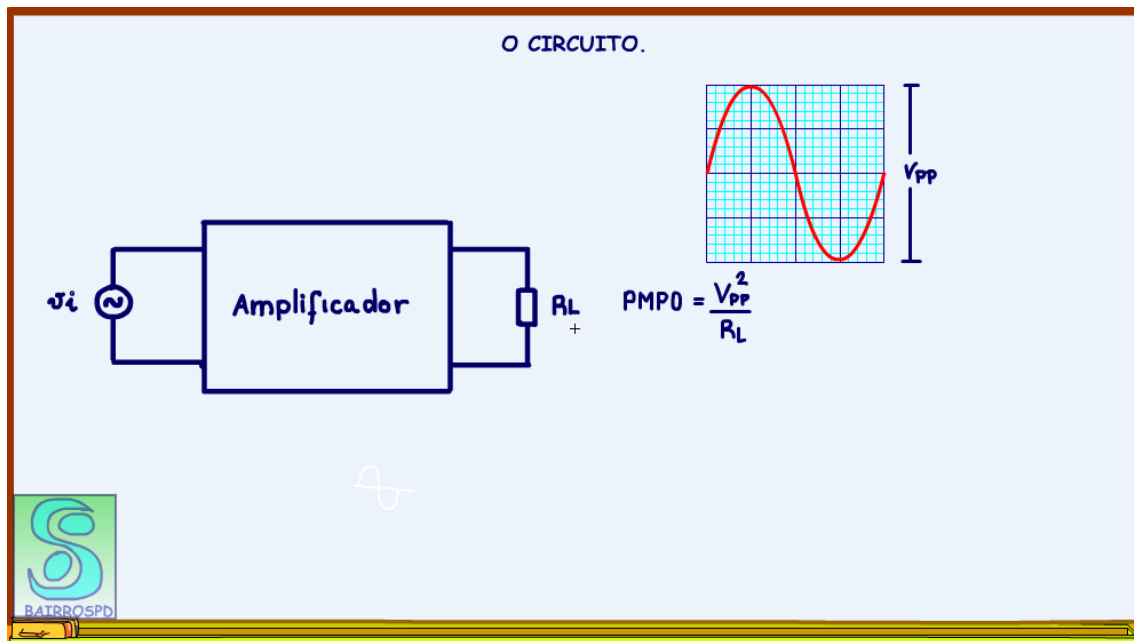 O CIRCUITO.
VPP
vi
Amplificador
RL
PMPO = VPP²/RL
BAIRROSPD